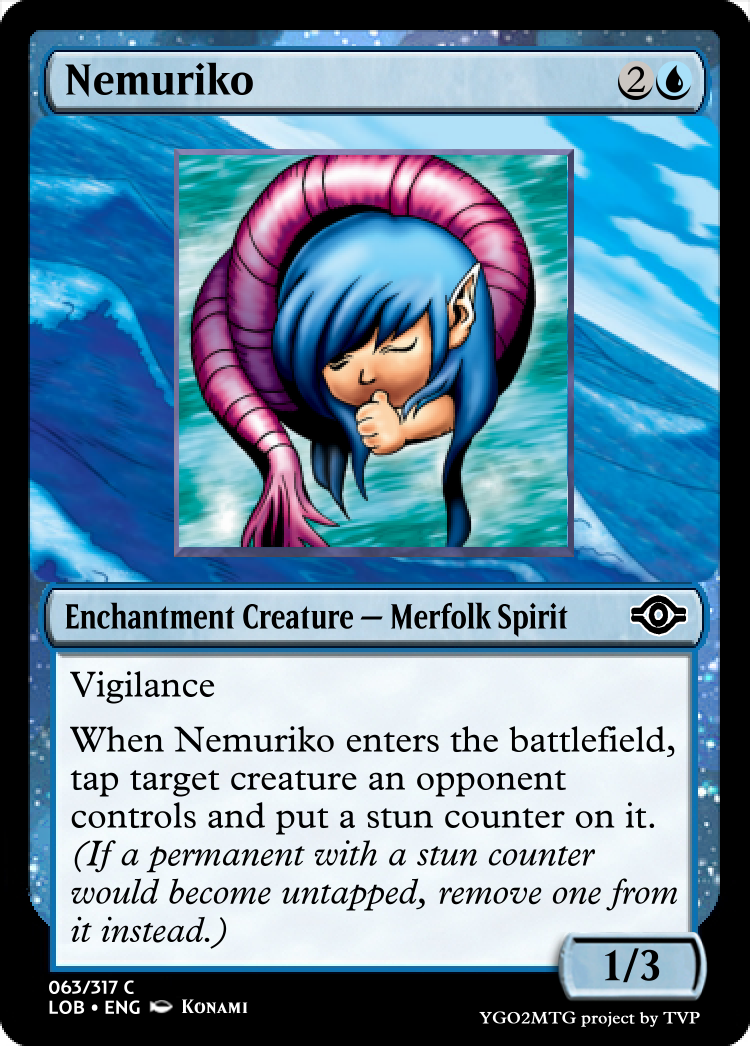 Nemuriko 2
Enchantment Creature — Merfolk Spirit
Vigilance
When Nemuriko enters the battlefield,
tap target creature an opponent
controls and put a stun counter on it.
(If a permanent with a stun counter
would become untapped, remove one from
it instead.)
1/3
063/317 C
LOB • ENG KONAMI
YGO2MTG project by TVP